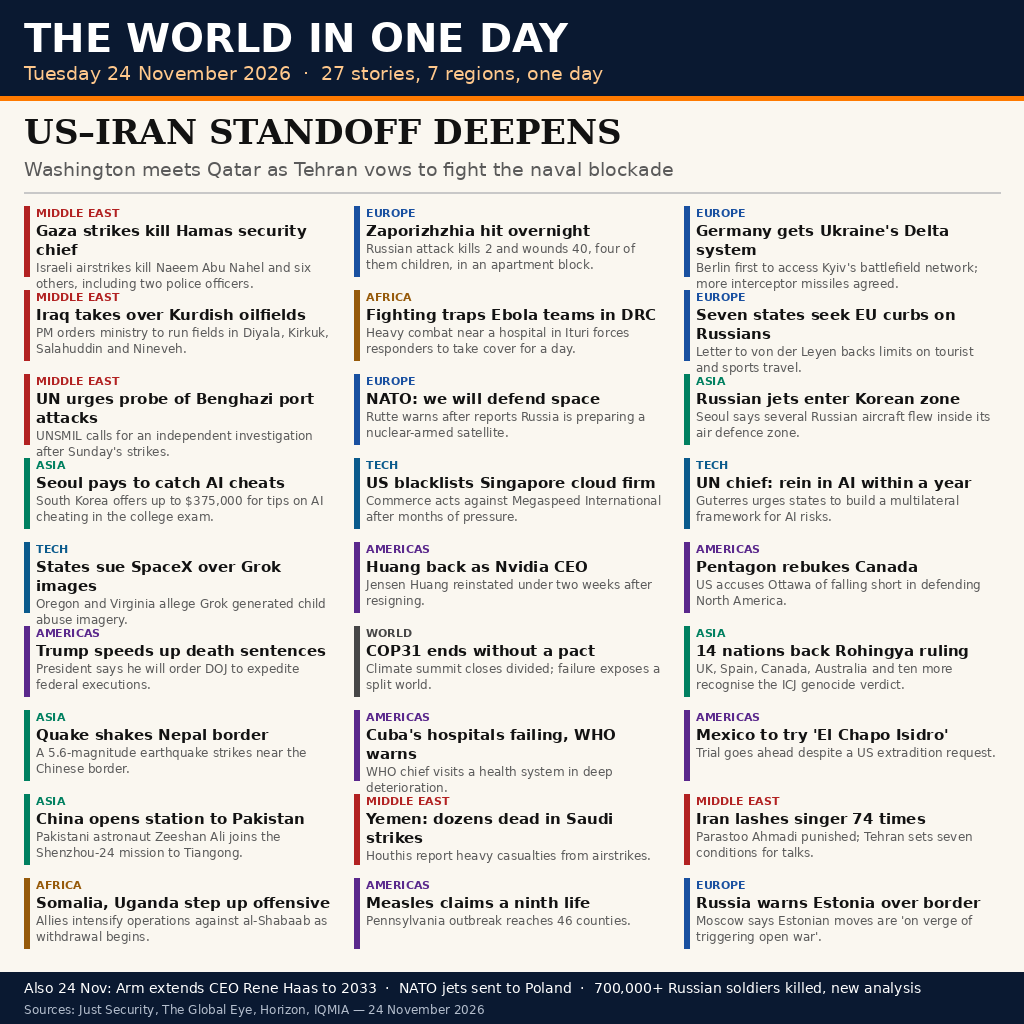 THE WORLD IN ONE DAY
Tuesday 24 November 2026 · 27 stories, 7 regions, one day
US–IRAN STANDOFF DEEPENS
Washington meets Qatar as Tehran vows to fight the naval blockade
MIDDLE EAST
Gaza strikes kill Hamas security
chief
Israeli airstrikes kill Naeem Abu Nahel and six
others, including two police officers.
EUROPE
Zaporizhzhia hit overnight
Russian attack kills 2 and wounds 40, four of
them children, in an apartment block.
EUROPE
Germany gets Ukraine's Delta
system
Berlin first to access Kyiv's battlefield network;
more interceptor missiles agreed.
MIDDLE EAST
Iraq takes over Kurdish oilfields
PM orders ministry to run fields in Diyala, Kirkuk,
Salahuddin and Nineveh.
AFRICA
Fighting traps Ebola teams in DRC
Heavy combat near a hospital in Ituri forces
responders to take cover for a day.
EUROPE
Seven states seek EU curbs on
Russians
Letter to von der Leyen backs limits on tourist
and sports travel.
MIDDLE EAST
UN urges probe of Benghazi port
attacks
UNSMIL calls for an independent investigation
after Sunday's strikes.
EUROPE
NATO: we will defend space
Rutte warns after reports Russia is preparing a
nuclear-armed satellite.
ASIA
Russian jets enter Korean zone
Seoul says several Russian aircraft flew inside its
air defence zone.
ASIA
Seoul pays to catch AI cheats
South Korea offers up to $375,000 for tips on AI
cheating in the college exam.
TECH
US blacklists Singapore cloud firm
Commerce acts against Megaspeed International
after months of pressure.
TECH
UN chief: rein in AI within a year
Guterres urges states to build a multilateral
framework for AI risks.
TECH
States sue SpaceX over Grok
images
Oregon and Virginia allege Grok generated child
abuse imagery.
AMERICAS
Huang back as Nvidia CEO
Jensen Huang reinstated under two weeks after
resigning.
AMERICAS
Pentagon rebukes Canada
US accuses Ottawa of falling short in defending
North America.
AMERICAS
Trump speeds up death sentences
President says he will order DOJ to expedite
federal executions.
WORLD
COP31 ends without a pact
Climate summit closes divided; failure exposes a
split world.
ASIA
14 nations back Rohingya ruling
UK, Spain, Canada, Australia and ten more
recognise the ICJ genocide verdict.
ASIA
Quake shakes Nepal border
A 5.6-magnitude earthquake strikes near the
Chinese border.
AMERICAS
Cuba's hospitals failing, WHO
warns
WHO chief visits a health system in deep
deterioration.
AMERICAS
Mexico to try 'El Chapo Isidro'
Trial goes ahead despite a US extradition request.
ASIA
China opens station to Pakistan
Pakistani astronaut Zeeshan Ali joins the
Shenzhou-24 mission to Tiangong.
MIDDLE EAST
Yemen: dozens dead in Saudi
strikes
Houthis report heavy casualties from airstrikes.
MIDDLE EAST
Iran lashes singer 74 times
Parastoo Ahmadi punished; Tehran sets seven
conditions for talks.
AFRICA
Somalia, Uganda step up offensive
Allies intensify operations against al-Shabaab as
withdrawal begins.
AMERICAS
Measles claims a ninth life
Pennsylvania outbreak reaches 46 counties.
EUROPE
Russia warns Estonia over border
Moscow says Estonian moves are 'on verge of
triggering open war'.
Also 24 Nov: Arm extends CEO Rene Haas to 2033 · NATO jets sent to Poland · 700,000+ Russian soldiers killed, new analysis
Sources: Just Security, The Global Eye, Horizon, IQMIA — 24 November 2026